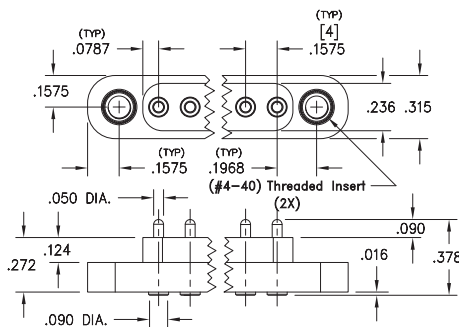 (TYP)
.0787
(TYP)
[4]
.1575
.1575
.236
.315
(TYP)
.1575
(TYP)
.1968
(#4-40) Threaded Insert
(2X)
.050 DIA.
.090
.124
.272
.016
.378
.090 DIA.